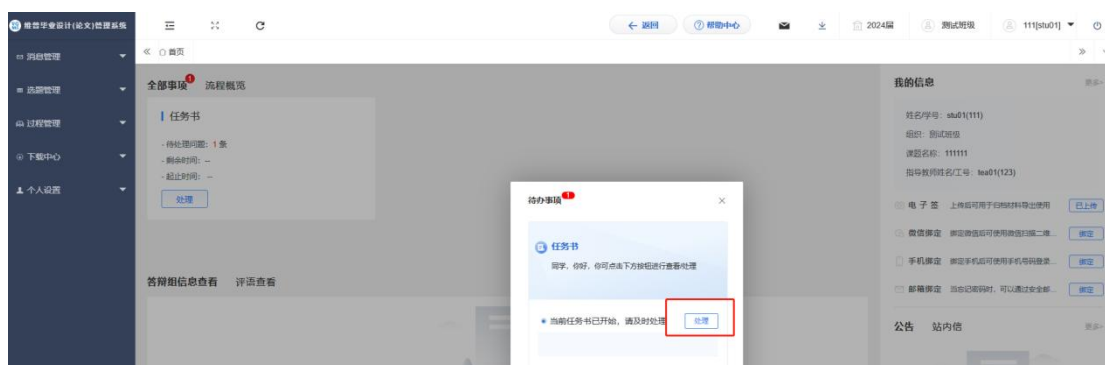 维普毕业设计(论文)管理系统
返回
帮助中心
2024届
测试班级
111[stu01]
消息管理
首页
选题管理
过程管理
下载中心
个人设置
全部事项
流程概览
任务书
- 待处理问题: 1 条
- 剩余时间: --
- 起止时间: --
处理
答辩组信息查看
评语查看
待办事项
1
任务书
同学, 你好, 你可点击下方按钮进行查看/处理
当前任务书已开始, 请及时处理
处理
我的信息
更多>
姓名/学号: stu01(111)
组织: 测试班级
课题名称: 111111
指导教师姓名/工号: tea01(123)
电 子 签 上传后可用于归档材料导出使用 已上传
微信绑定 绑定微信后可使用微信扫描二维... 绑定
手机绑定 绑定手机后可使用手机号码登录... 绑定
邮箱绑定 当忘记密码时, 可以通过安全邮... 绑定
公告
站内信
更多>